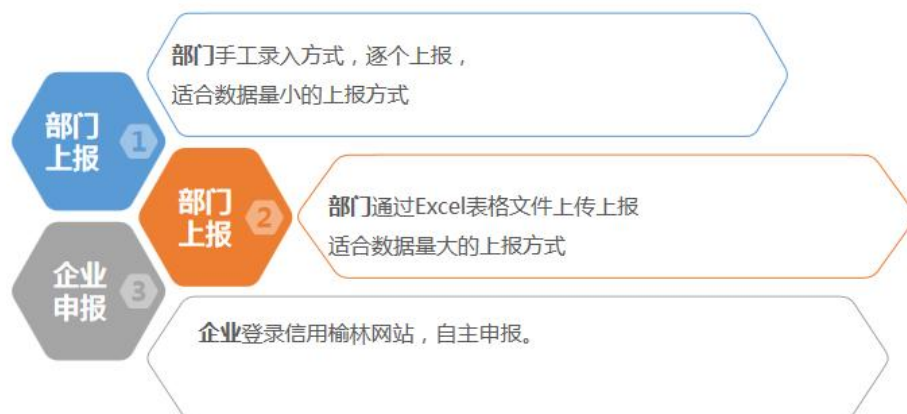 部门手工录入方式，逐个上报，
适合数据量小的上报方式
部门
上报
1
部门
上报
2
部门通过Excel表格文件上传上报
适合数据量大的上报方式
企业
申报
3
企业登录信用榆林网站，自主申报。